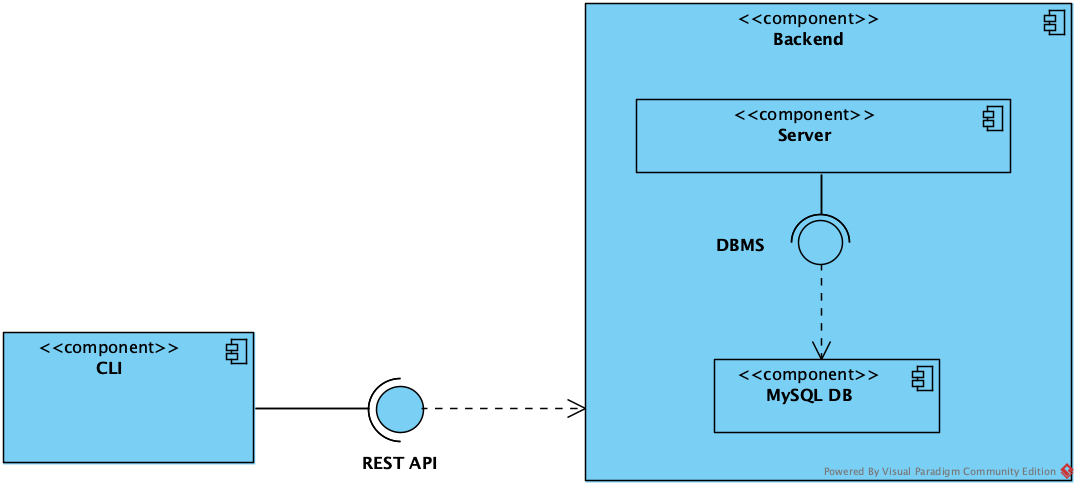 <<component>>
Backend
<<component>>
Server
DBMS
<<component>>
CLI
<<component>>
MySQL DB
REST API
Powered By Visual Paradigm Community Edition